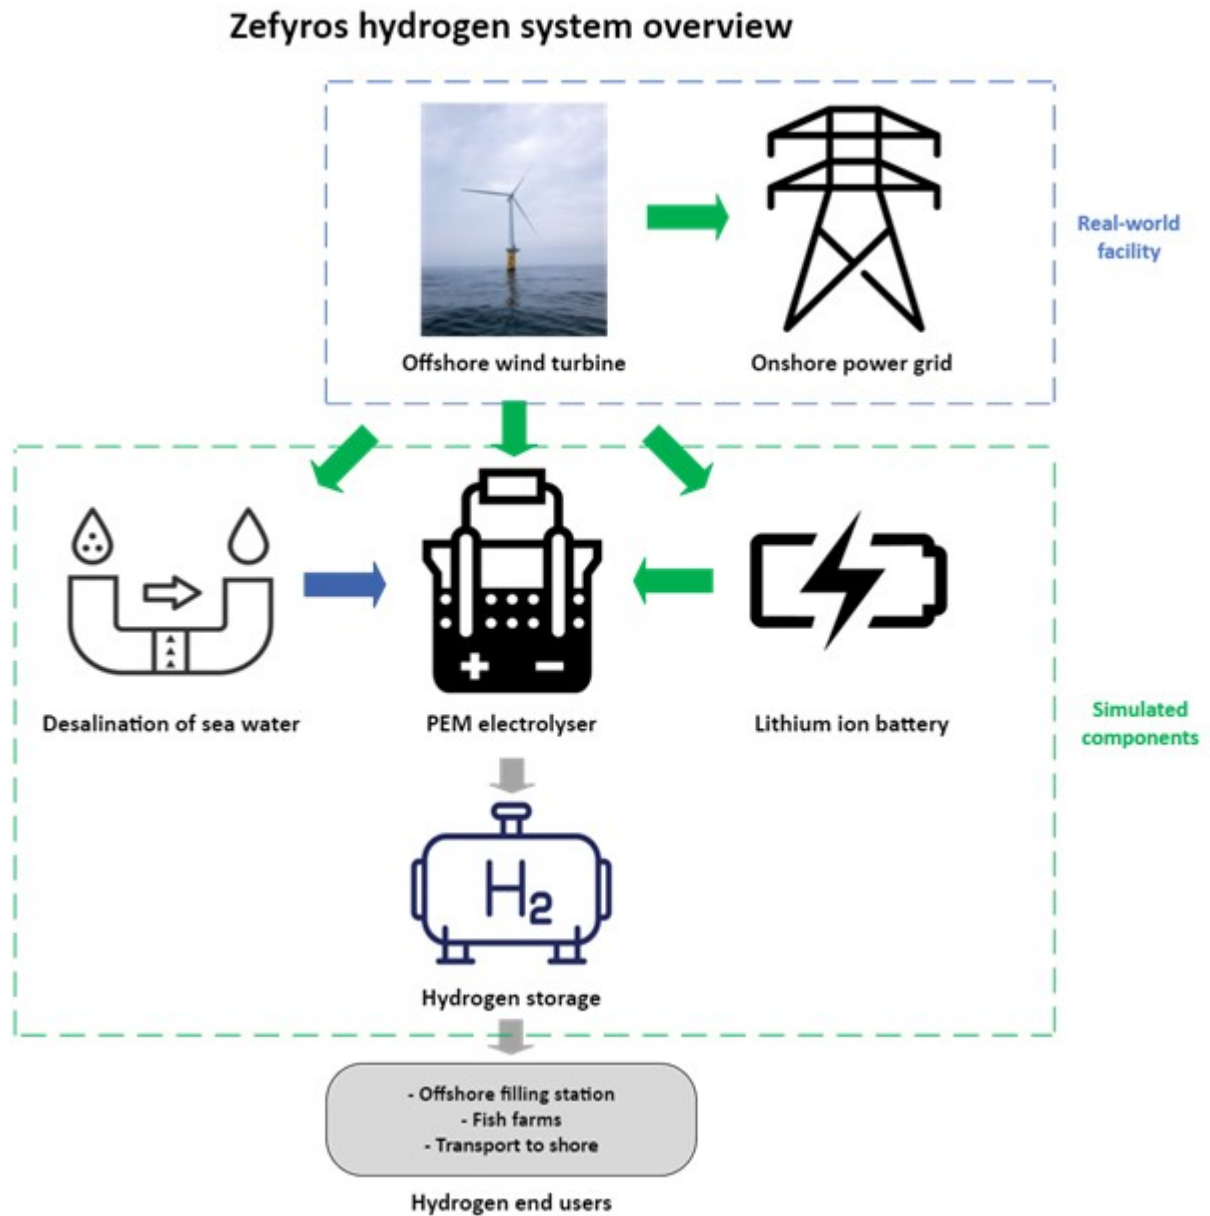 Zefyros hydrogen system overview
Real-world
facility
Offshore wind turbine
Onshore power grid
Desalination of sea water
PEM electrolyser
Lithium ion battery
Simulated
components
H2
Hydrogen storage
- Offshore filling station
- Fish farms
- Transport to shore
Hydrogen end users